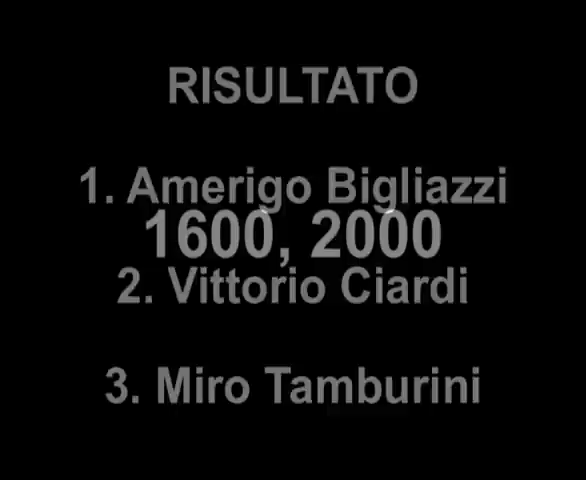 RISULTATO
1. Amerigo Bigliazzi
1600, 2000
2. Vittorio Ciardi
3. Miro Tamburini